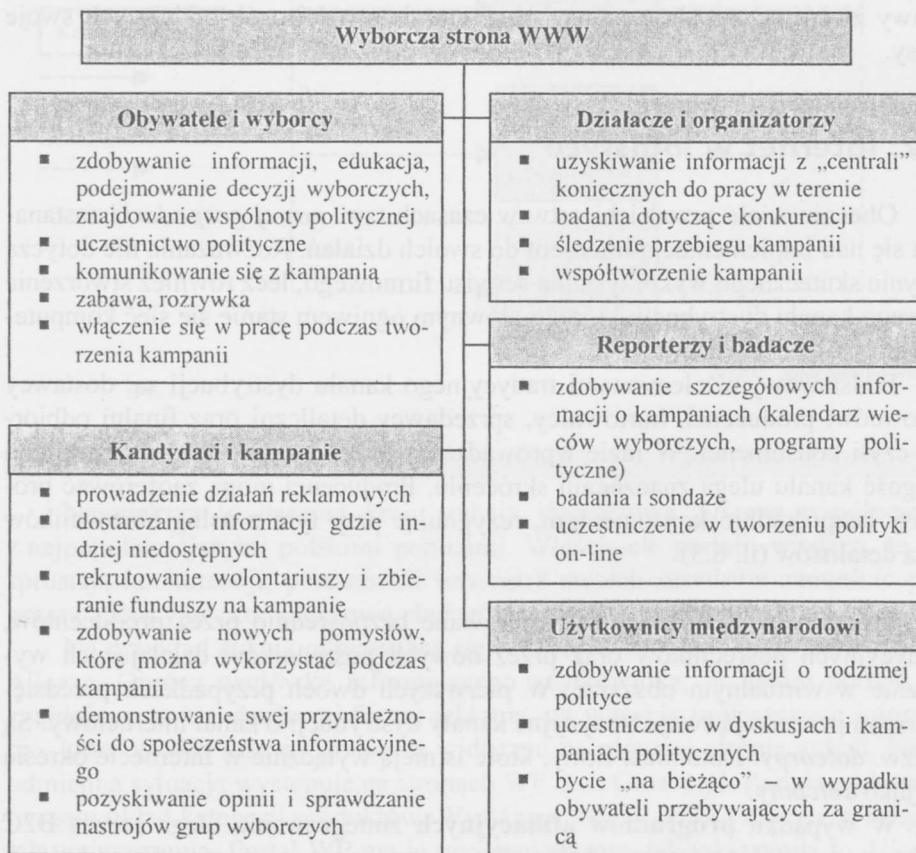 Wyborcza strona WWW
Obywatele i wyborcy
zdobywanie informacji, edukacja,
podejmowanie decyzji wyborczych,
znajdowanie wspólnoty politycznej
uczestnictwo polityczne
komunikowanie się z kampanią
zabawa, rozrywka
włączenie się w pracę podczas two-
rzenia kampanii
Kandydaci i kampanie
prowadzenie działań reklamowych
dostarczanie informacji gdzie in-
dziej niedostępnych
rekrutowanie wolontariuszy i zbie-
ranie funduszy na kampanię
zdobywanie nowych pomysłów,
które można wykorzystać podczas
kampanii
demonstrowanie swej przynależno-
ści do społeczeństwa informacyjne-
go
pozyskiwanie opinii i sprawdzanie
nastrojów grup wyborczych
Działacze i organizatorzy
uzyskiwanie informacji z „centrali”
koniecznych do pracy w terenie
badania dotyczące konkurencji
śledzenie przebiegu kampanii
współtworzenie kampanii
Reporterzy i badacze
zdobywanie szczegółowych infor-
macji o kampaniach (kalendarz wie-
ców wyborczych, programy poli-
tyczne)
badania i sondaże
uczestniczenie w tworzeniu polityki
on-line
Użytkownicy międzynarodowi
zdobywanie informacji o rodzimej
polityce
uczestniczenie w dyskusjach i kam-
paniach politycznych
bycie „na bieżąco” – w wypadku
obywateli przebywających za grani-
cą